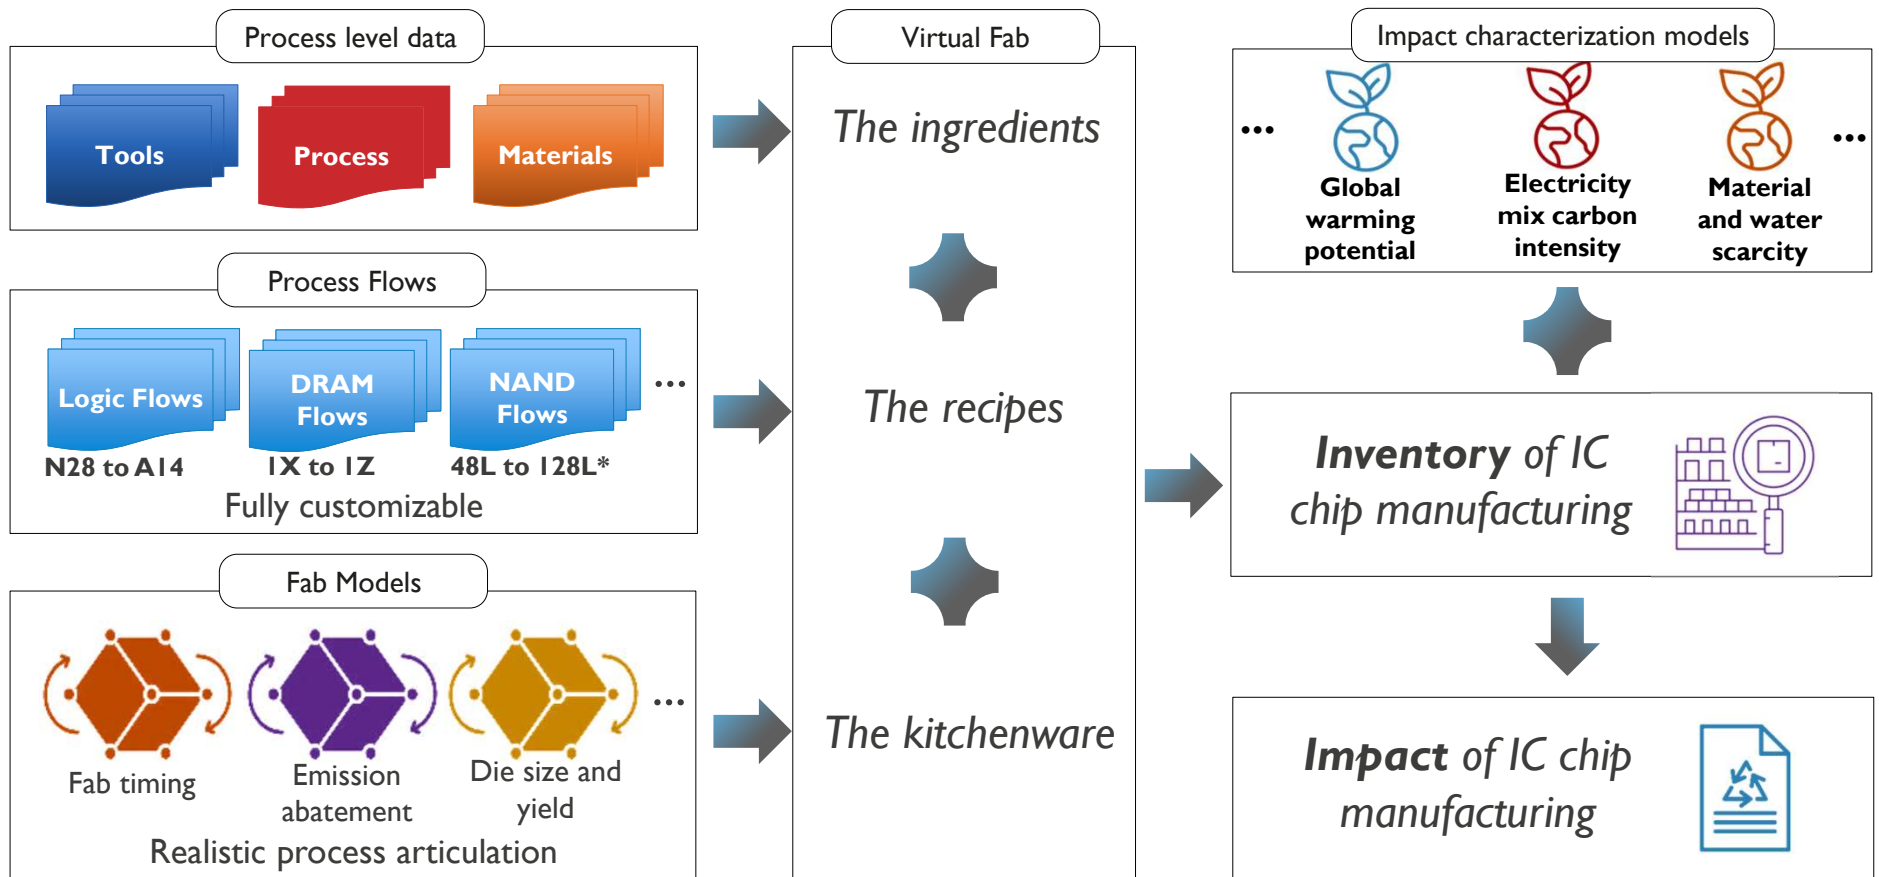 Process level data
Tools
Process
Materials
Process Flows
Logic Flows
DRAM
Flows
NAND
Flows
...
N28 to A14
1X to 1Z
48L to 128L*
Fully customizable
Fab Models
...
Fab timing
Emission
abatement
Die size and
yield
Realistic process articulation
Virtual Fab
The ingredients
The recipes
The kitchenware
Impact characterization models
...
...
Global
warming
potential
Electricity
mix carbon
intensity
Material
and water
scarcity
Inventory of IC
chip manufacturing
Impact of IC chip
manufacturing